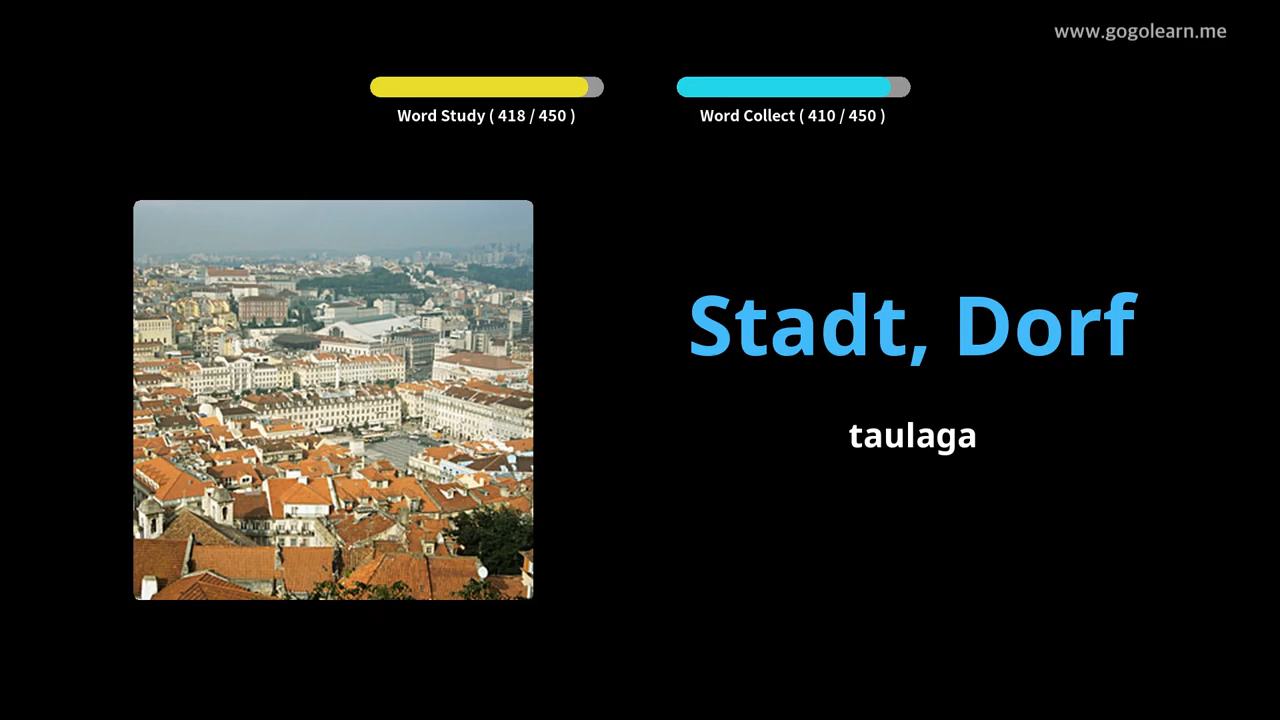 www.gogolearn.me
Word Study ( 418 / 450 )
Word Collect ( 410 / 450 )
Stadt, Dorf
taulaga